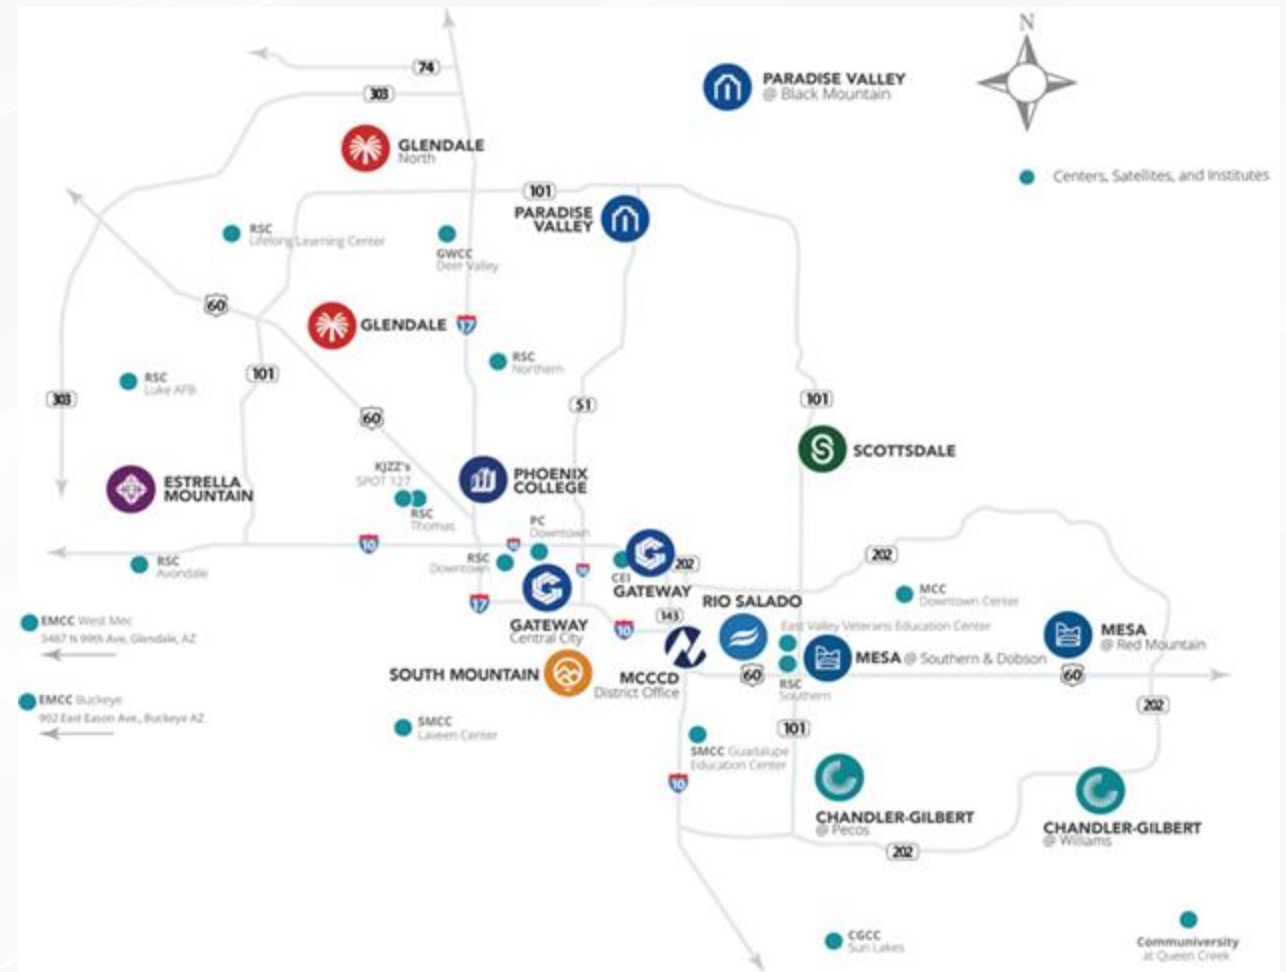 N
74
303
PARADISE VALLEY
@ Black Mountain
GLENDALE
North
Centers, Satellites, and Institutes
101
PARADISE
VALLEY
RSC
Lifelong Learning Center
GWCC
Deer Valley
60
GLENDALE
17
RSC
Northern
101
RSC
Luke AFB
303
60
51
101
SCOTTSDALE
KJZZ's
SPOT 127
PHOENIX
COLLEGE
ESTRELLA
MOUNTAIN
RSC
Thomas
PC
Downtown
10
10
202
RSC
Avondale
RSC
Downtown
10
CEI
202
GATEWAY
MCC
Downtown Center
17
RIO SALADO
143
EMCC West Mec
5487 N 99th Ave, Glendale, AZ
GATEWAY
Central City
10
East Valley Veterans Education Center
MESA
@ Red Mountain
MESA @ Southern & Dobson
SOUTH MOUNTAIN
MCCCD
District Office
60
RSC
Southern
60
EMCC Buckeye
902 East Eason Ave., Buckeye AZ
202
SMCC
Laveen Center
101
SMCC Guadalupe
Education Center
10
CHANDLER-GILBERT
@ Pecos
CHANDLER-GILBERT
@ Williams
202
CGCC
Sun Lakes
Communiversity
at Queen Creek